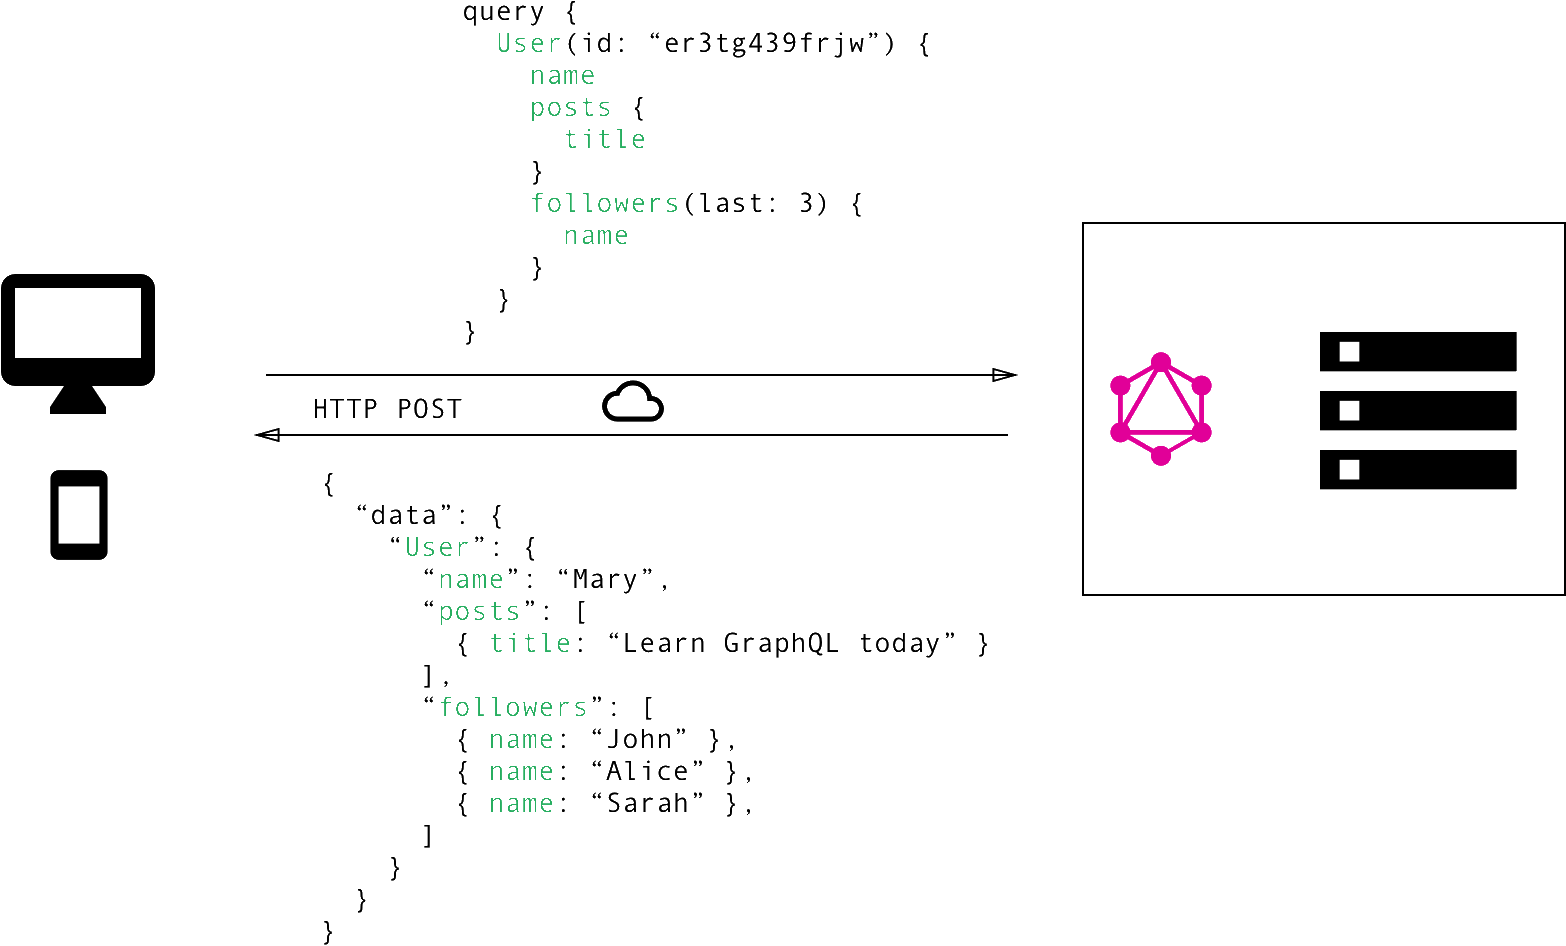 query {
  User(id: “er3tg439frjw”) {
    name
    posts {
      title
    }
    followers(last: 3) {
      name
    }
  }
}
HTTP POST
{
  “data”: {
    “User”: {
      “name”: “Mary”,
      “posts”: [
        { title: “Learn GraphQL today” }
      ],
      “followers”: [
        { name: “John” },
        { name: “Alice” },
        { name: “Sarah” },
      ]
    }
  }
}